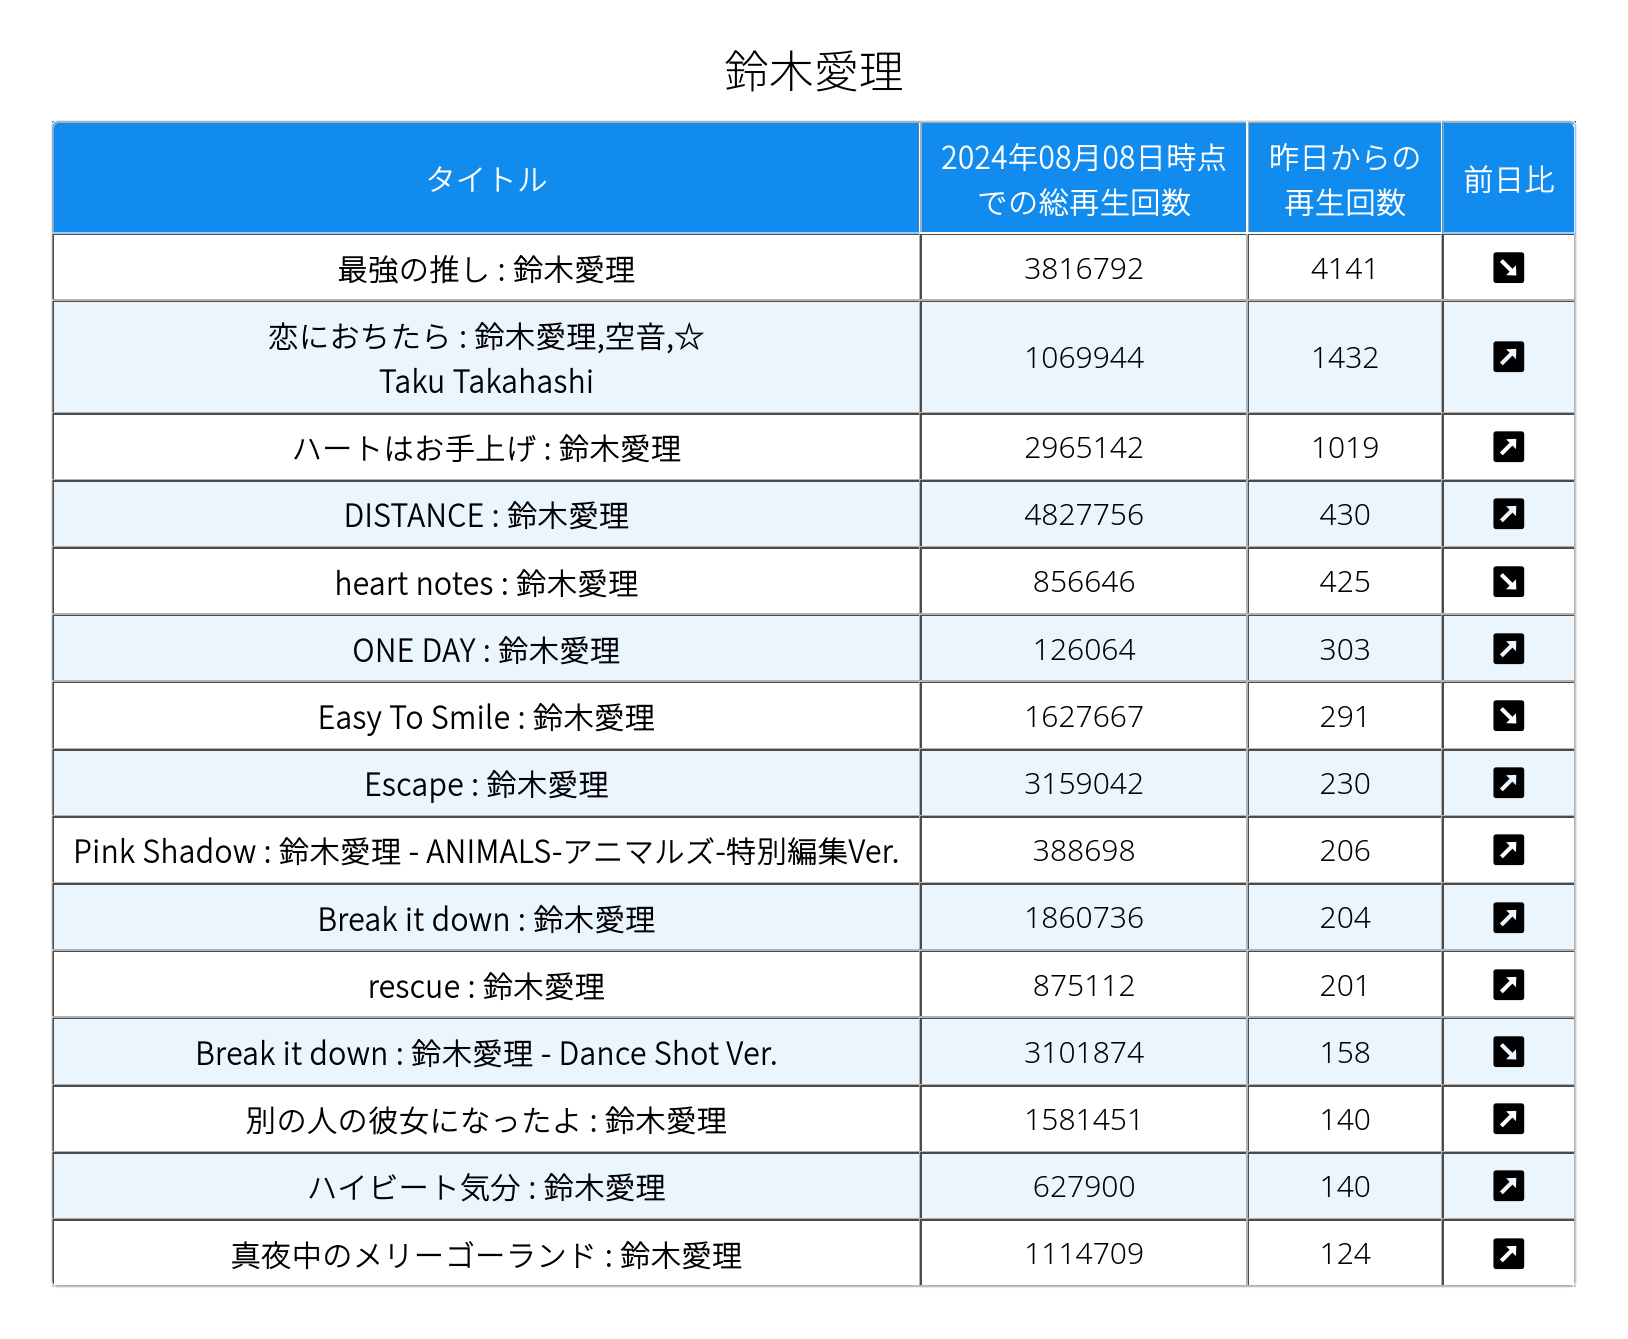 鈴木愛理
タイトル
2024年08月08日時点
での総再生回数
昨日からの
再生回数
前日比
最強の推し : 鈴木愛理 3816792 4141 ↘
恋におちたら : 鈴木愛理,空音,☆
Taku Takahashi 1069944 1432 ↗
ハートはお手上げ : 鈴木愛理 2965142 1019 ↗
DISTANCE : 鈴木愛理 4827756 430 ↗
heart notes : 鈴木愛理 856646 425 ↘
ONE DAY : 鈴木愛理 126064 303 ↗
Easy To Smile : 鈴木愛理 1627667 291 ↘
Escape : 鈴木愛理 3159042 230 ↗
Pink Shadow : 鈴木愛理 - ANIMALS-アニマルズ-特別編集Ver. 388698 206 ↗
Break it down : 鈴木愛理 1860736 204 ↗
rescue : 鈴木愛理 875112 201 ↗
Break it down : 鈴木愛理 - Dance Shot Ver. 3101874 158 ↘
別の人の彼女になったよ : 鈴木愛理 1581451 140 ↗
ハイビート気分 : 鈴木愛理 627900 140 ↗
真夜中のメリーゴーランド : 鈴木愛理 1114709 124 ↗